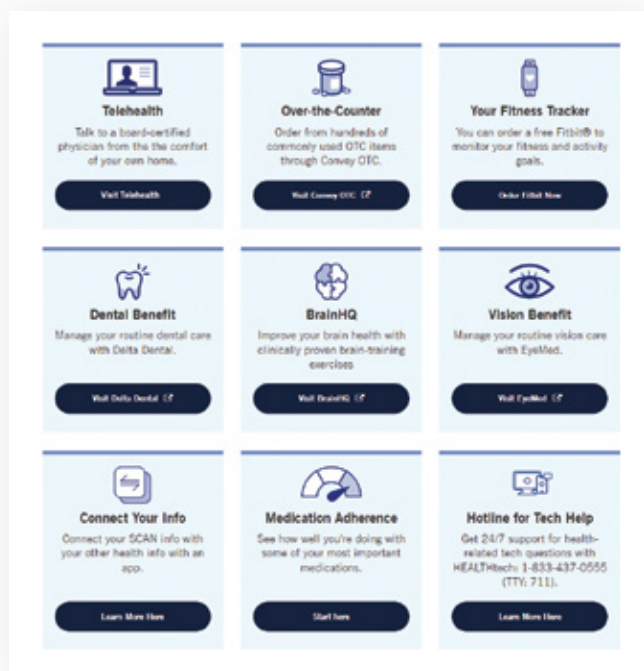 Telehealth
Talk to a board-certified
physician from the the comfort
of your own home.
Visit Telehealth
Over-the-Counter
Order from hundreds of
commonly used OTC items
through Convey OTC.
Visit Convey OTC
Your Fitness Tracker
You can order a free Fitbit® to
monitor your fitness and activity
goals.
Order Fitbit Now
Dental Benefit
Manage your routine dental care
with Delta Dental.
Visit Delta Dental
BrainHQ
Improve your brain health with
clinically proven brain-training
exercises
Visit BrainHQ
Vision Benefit
Manage your routine vision care
with EyeMed.
Visit EyeMed
Connect Your Info
Connect your SCAN info with
your other health info with an
app.
Learn More Here
Medication Adherence
See how well you're doing with
some of your most important
medications.
Start here
Hotline for Tech Help
Get 24/7 support for health-
related tech questions with
HEALTHtech: 1-833-437-0555
(TTY: 711).
Learn More Here